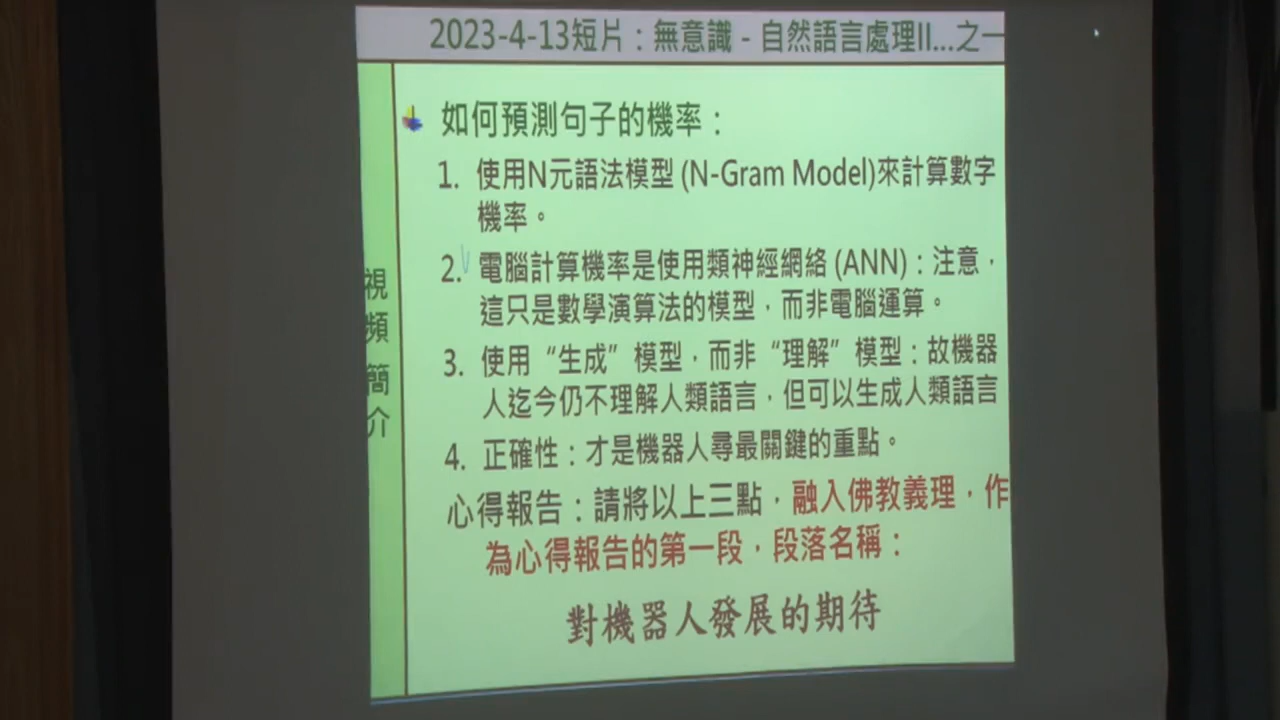 2023-4-13短片：無意識 - 自然語言處理II...之一
如何預測句子的機率：
1. 使用N元語法模型 (N-Gram Model)來計算數字
機率。
2. 電腦計算機率是使用類神經網絡 (ANN)：注意，
這只是數學演算法的模型，而非電腦運算。
3. 使用“生成”模型，而非“理解”模型：故機器
人迄今仍不理解人類語言，但可以生成人類語言
4. 正確性：才是機器人尋最關鍵的重點。
心得報告：請將以上三點，融入佛教義理，作
為心得報告的第一段，段落名稱：
對機器人發展的期待
視頻簡介